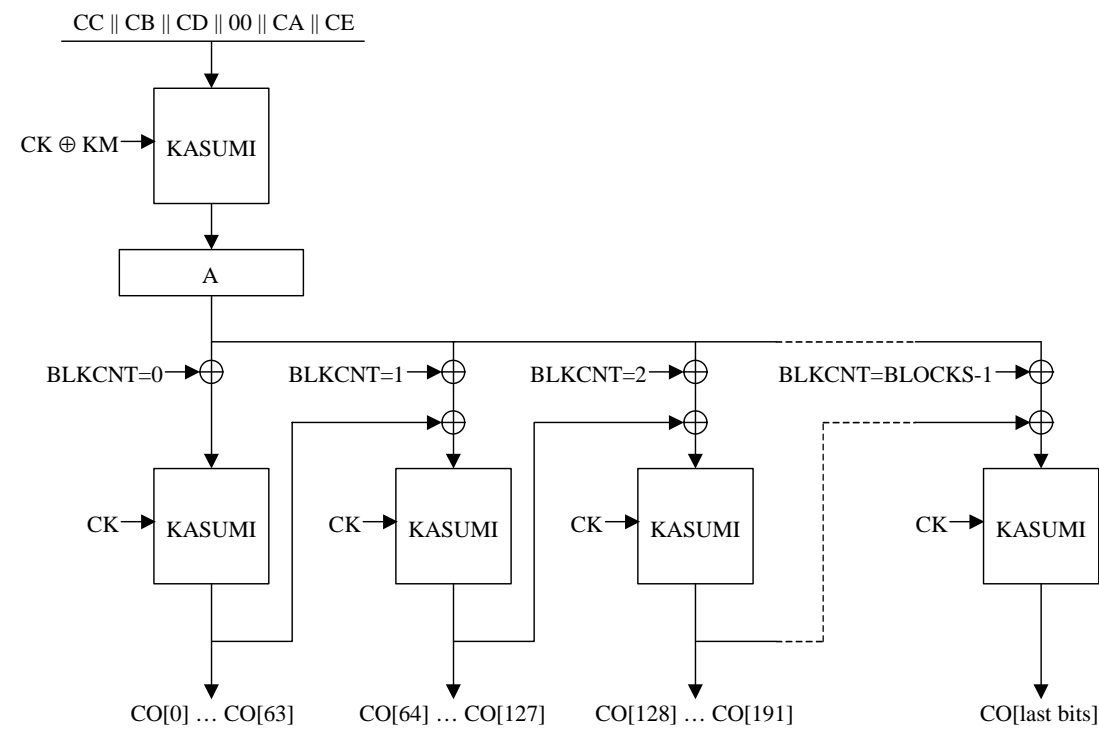 CC || CB || CD || 00 || CA || CE
CK ⊕ KM
KASUMI
A
BLKCNT=0
BLKCNT=1
BLKCNT=2
BLKCNT=BLOCKS-1
CK
KASUMI
CK
KASUMI
CK
KASUMI
CK
KASUMI
CO[0] … CO[63]
CO[64] … CO[127]
CO[128] … CO[191]
CO[last bits]